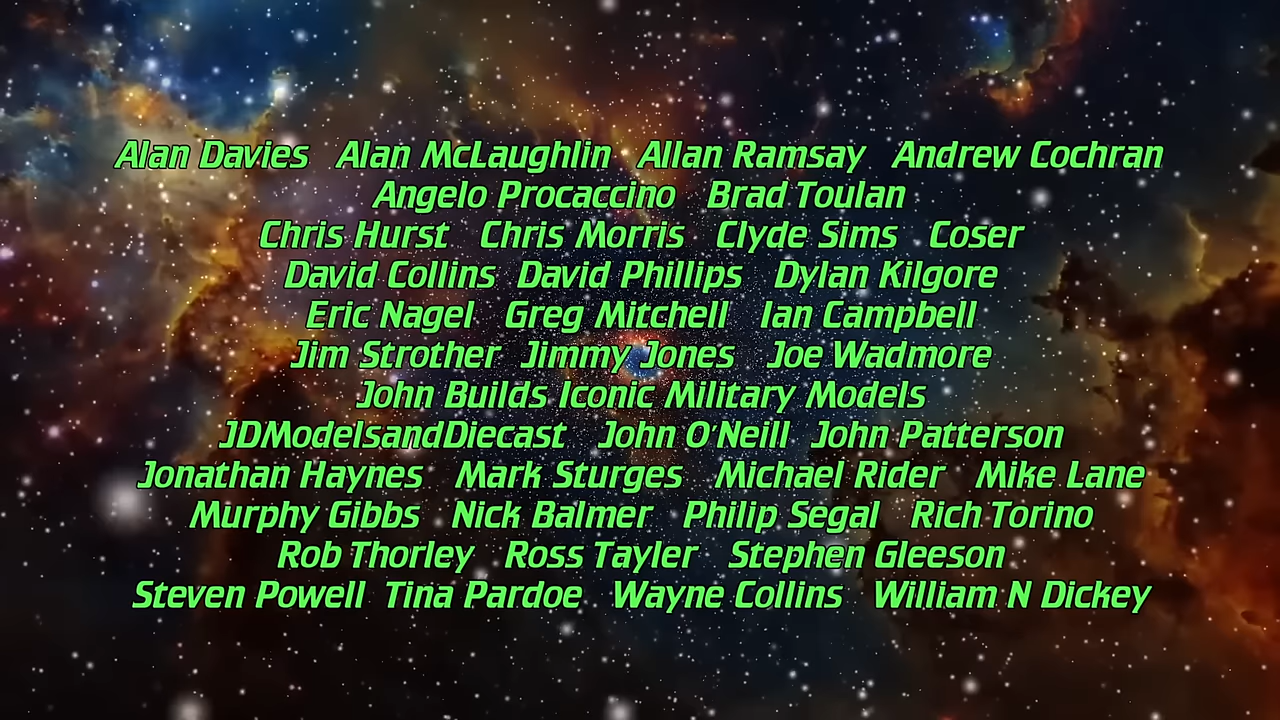 Alan Davies Alan McLaughlin Allan Ramsay Andrew Cochran
Angelo Procaccino Brad Toulan
Chris Hurst Chris Morris Clyde Sims Coser
David Collins David Phillips Dylan Kilgore
Eric Nagel Greg Mitchell Ian Campbell
Jim Strother Jimmy Jones Joe Wadmore
John Builds Iconic Military Models
JDModelsandDiecast John O'Neill John Patterson
Jonathan Haynes Mark Sturges Michael Rider Mike Lane
Murphy Gibbs Nick Balmer Philip Segal Rich Torino
Rob Thorley Ross Tayler Stephen Gleeson
Steven Powell Tina Pardoe Wayne Collins William N Dickey